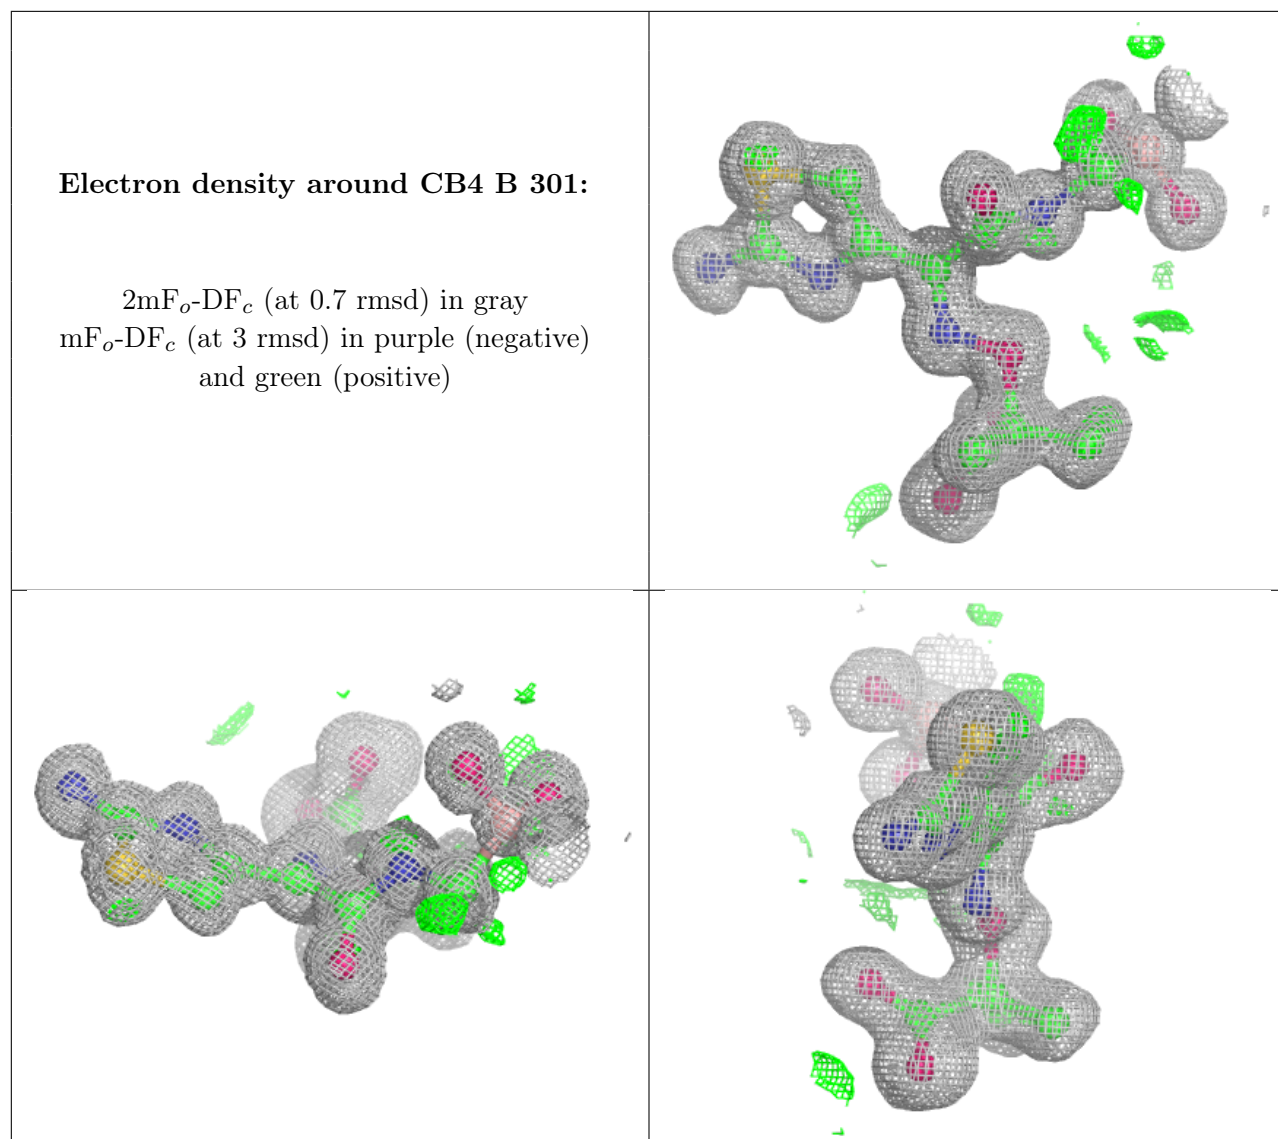 Electron density around CB4 B 301:
2mFₒ-DF𝒸 (at 0.7 rmsd) in gray
mFₒ-DF𝒸 (at 3 rmsd) in purple (negative)
and green (positive)